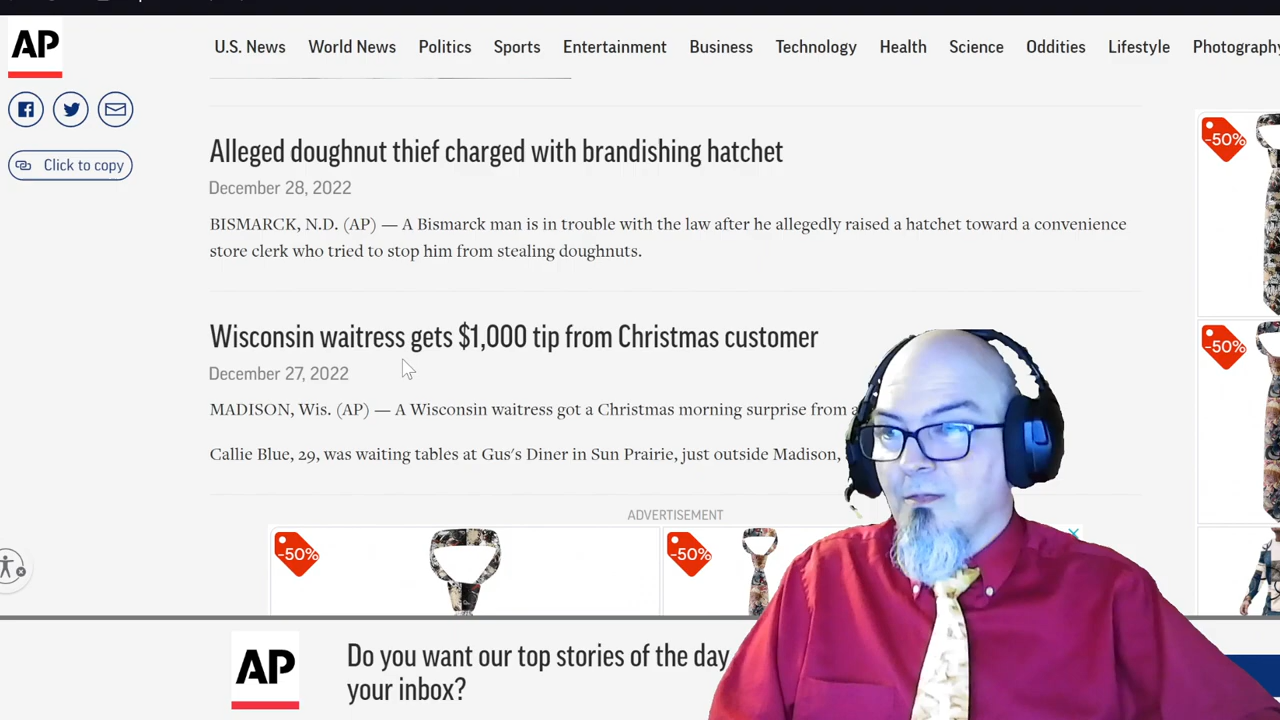 AP
U.S. News World News Politics Sports Entertainment Business Technology Health Science Oddities Lifestyle Photography
Click to copy
Alleged doughnut thief charged with brandishing hatchet
December 28, 2022
BISMARCK, N.D. (AP) — A Bismarck man is in trouble with the law after he allegedly raised a hatchet toward a convenience
store clerk who tried to stop him from stealing doughnuts.
Wisconsin waitress gets $1,000 tip from Christmas customer
December 27, 2022
MADISON, Wis. (AP) — A Wisconsin waitress got a Christmas morning surprise from
Callie Blue, 29, was waiting tables at Gus's Diner in Sun Prairie, just outside Madison,
ADVERTISEMENT
-50%
-50%
-50%
-50%
AP
Do you want our top stories of the day
your inbox?